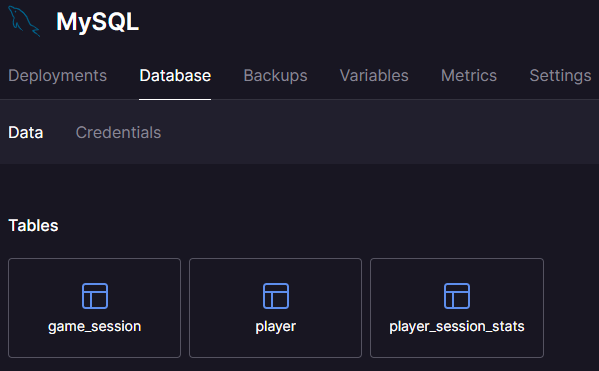 MySQL
Deployments Database Backups Variables Metrics Settings
Data Credentials
Tables
game_session player player_session_stats